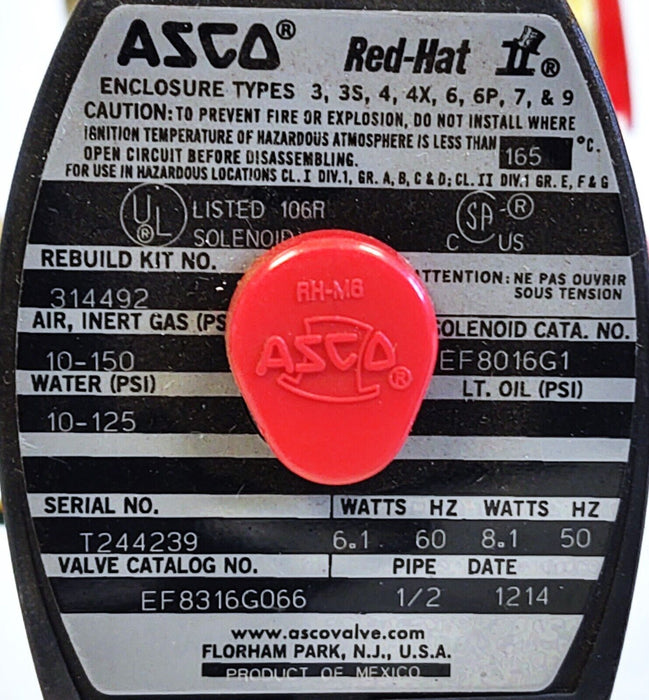 ASCO® Red-Hat II®
ENCLOSURE TYPES 3, 3S, 4, 4X, 6, 6P, 7, & 9
CAUTION: TO PREVENT FIRE OR EXPLOSION, DO NOT INSTALL WHERE
IGNITION TEMPERATURE OF HAZARDOUS ATMOSPHERE IS LESS THAN 165 °C.
OPEN CIRCUIT BEFORE DISASSEMBLING.
FOR USE IN HAZARDOUS LOCATIONS CL. I DIV.1, GR. A, B, C & D; CL. II DIV.1 GR. E, F & G
UL® LISTED 106R
SOLENOID
C SA ® US
REBUILD KIT NO.
ATTENTION: NE PAS OUVRIR
SOUS TENSION
314492
RH-M6
AIR, INERT GAS (PS
SOLENOID CATA. NO.
ASCO®
10-150
EF8016G1
WATER (PSI)
LT. OIL (PSI)
10-125
SERIAL NO. WATTS HZ WATTS HZ
T244239 6.1 60 8.1 50
VALVE CATALOG NO. PIPE DATE
EF8316G066 1/2 1214
www.ascovalve.com
FLORHAM PARK, N.J., U.S.A.
PRODUCT OF MEXICO